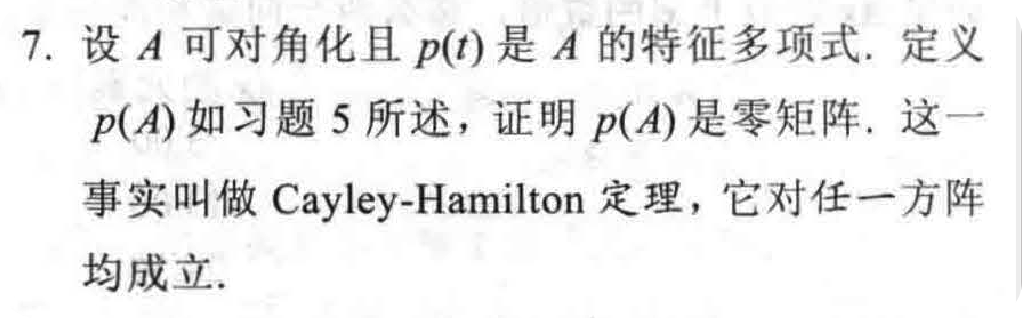 7. 设 A 可对角化且 p(t) 是 A 的特征多项式. 定义
p(A) 如习题 5 所述，证明 p(A) 是零矩阵. 这一
事实叫做 Cayley-Hamilton 定理，它对任一方阵
均成立.